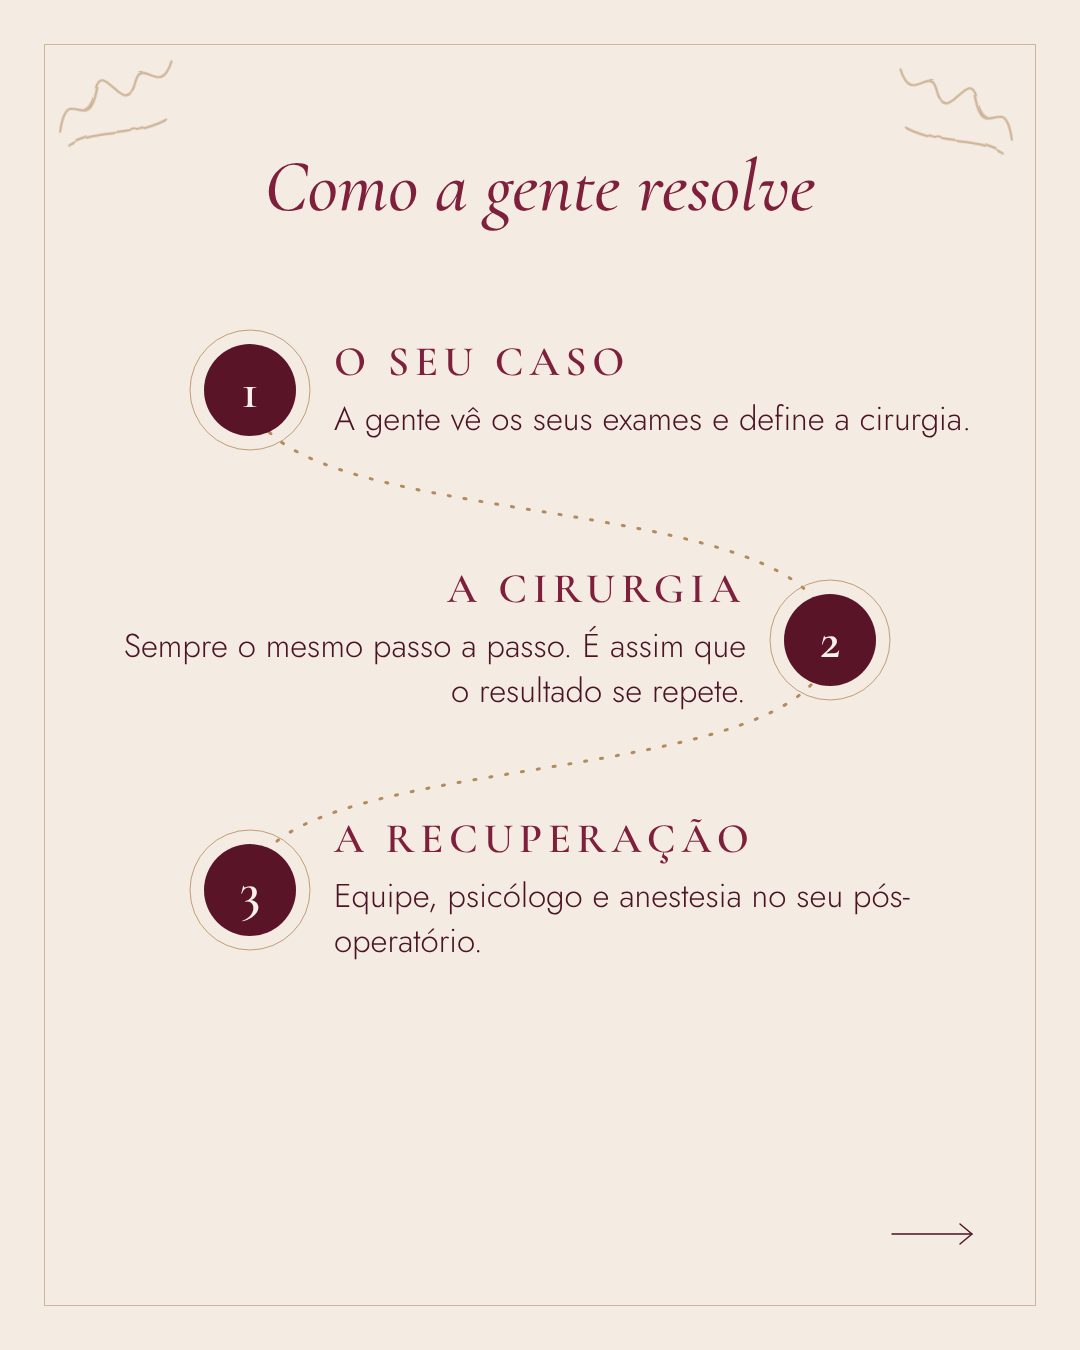 Como a gente resolve
1
O SEU CASO
A gente vê os seus exames e define a cirurgia.
A CIRURGIA
Sempre o mesmo passo a passo. É assim que
o resultado se repete.
2
3
A RECUPERAÇÃO
Equipe, psicólogo e anestesia no seu pós-
operatório.